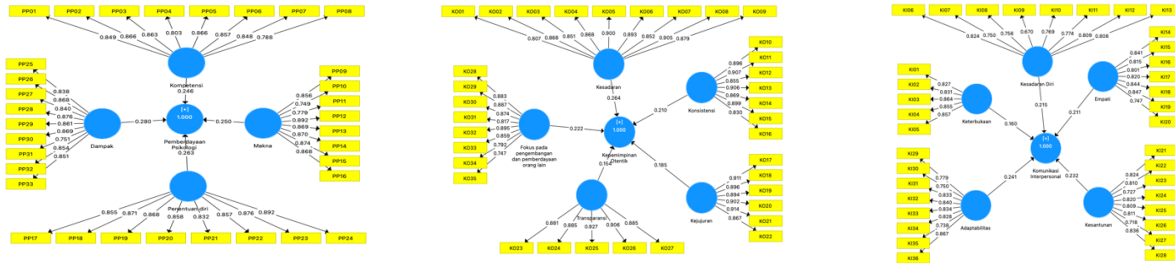 PP01 PP02 PP03 PP04 PP05 PP06 PP07 PP08
0.849 0.866 0.863 0.803 0.866 0.857 0.848 0.786
Kompetensi
0.246
PP25
PP26
PP27
PP28
PP29
PP30
PP31
PP32
PP33
0.838
0.868
0.840
0.876
0.861
0.669
0.751
0.854
0.851
Dampak
0.280
[+]
1.000
Pemberdayaan
Psikologi
0.250
Makna
PP09
PP10
PP11
PP12
PP13
PP14
PP15
PP16
0.856
0.749
0.779
0.892
0.869
0.870
0.874
0.868
0.263
Penentuan diri
0.855 0.871 0.868 0.858 0.832 0.857 0.876 0.892
PP17 PP18 PP19 PP20 PP21 PP22 PP23 PP24
KO01 KO02 KO03 KO04 KO05 KO06 KO07 KO08 KO09
0.807 0.868 0.851 0.868 0.900 0.893 0.852 0.900 0.879
Kesadaran
0.264
KO28
KO29
KO30
KO31
KO32
KO33
KO34
KO35
0.883
0.887
0.874
0.817
0.895
0.859
0.792
0.747
Fokus pada
pengembangan
dan pemberdayaan
orang lain
0.222
[+]
1.000
Kepemimpinan
Otentik
0.210
Konsistensi
KO10
KO11
KO12
KO13
KO14
KO15
KO16
0.896
0.907
0.855
0.906
0.869
0.899
0.630
0.185
Kejujuran
KO17
KO18
KO19
KO20
KO21
KO22
0.911
0.896
0.894
0.902
0.914
0.867
0.154
Transparansi
0.881 0.885 0.927 0.906 0.885
KO23 KO24 KO25 KO26 KO27
KI06 KI07 KI08 KI09 KI10 KI11 KI12 KI13
0.824 0.750 0.758 0.670 0.769 0.774 0.809 0.808
Kesadaran Diri
0.215
KI01
KI02
KI03
KI04
KI05
0.827
0.831
0.864
0.855
0.857
Keterbukaan
0.160
KI14
KI15
KI16
KI17
KI18
KI19
KI20
0.841
0.815
0.801
0.820
0.844
0.847
0.747
Empati
0.211
[+]
1.000
Komunikasi
Interpersonal
KI29
KI30
KI31
KI32
KI33
KI34
KI35
KI36
0.779
0.790
0.833
0.840
0.834
0.828
0.738
0.867
Adaptabilitas
0.241
0.232
Kesantunan
KI21
KI22
KI23
KI24
KI25
KI26
KI27
KI28
0.824
0.810
0.727
0.820
0.809
0.811
0.718
0.836